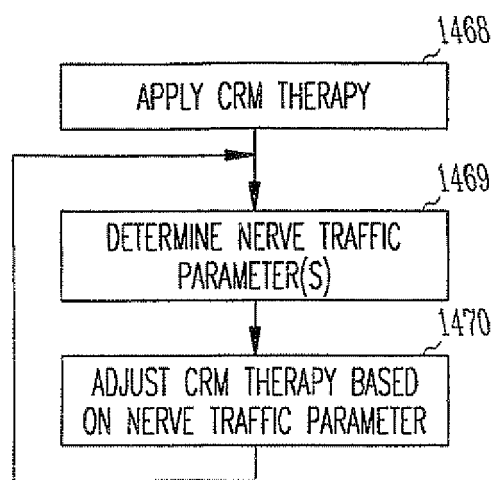 1468
APPLY CRM THERAPY
1469
DETERMINE NERVE TRAFFIC
PARAMETER(S)
1470
ADJUST CRM THERAPY BASED
ON NERVE TRAFFIC PARAMETER